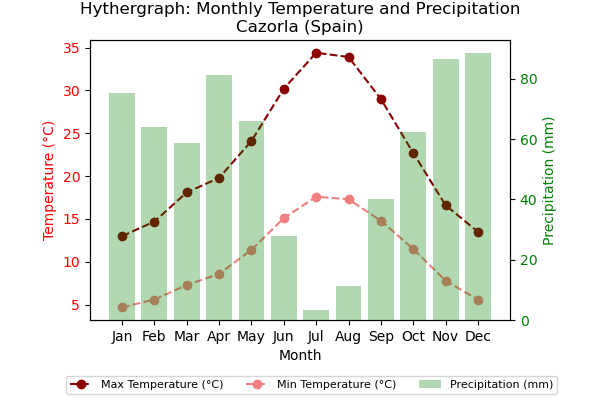 Hythergraph: Monthly Temperature and Precipitation
Cazorla (Spain)
35
30
25
20
15
10
5
Temperature (°C)
80
60
40
20
0
Precipitation (mm)
Jan Feb Mar Apr May Jun Jul Aug Sep Oct Nov Dec
Month
Max Temperature (°C) Min Temperature (°C) Precipitation (mm)